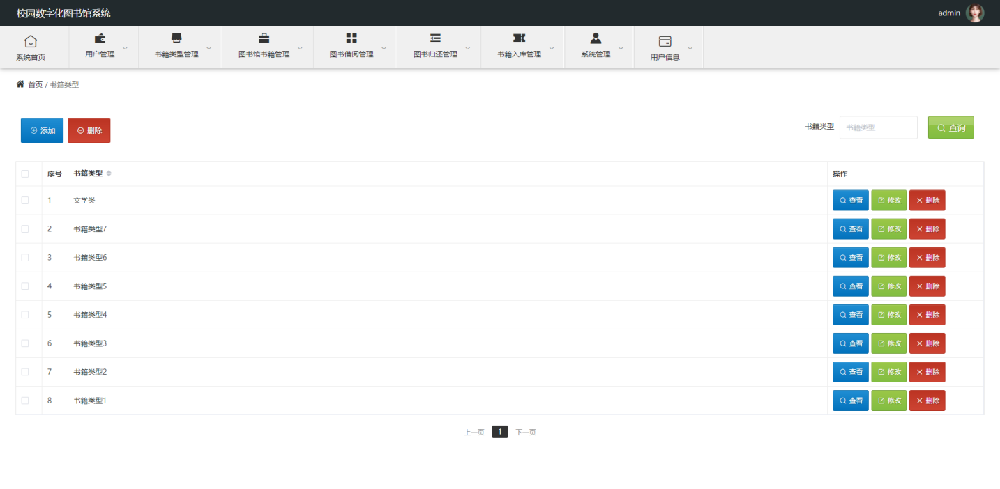 校园数字化图书馆系统 admin
系统首页 用户管理 书籍类型管理 图书馆书籍管理 图书借阅管理 图书归还管理 书籍入库管理 系统管理 用户信息
首页 / 书籍类型
添加 删除 书籍类型 书籍类型 查询
序号 书籍类型 操作
1 文学类 查看 修改 删除
2 书籍类型7 查看 修改 删除
3 书籍类型6 查看 修改 删除
4 书籍类型5 查看 修改 删除
5 书籍类型4 查看 修改 删除
6 书籍类型3 查看 修改 删除
7 书籍类型2 查看 修改 删除
8 书籍类型1 查看 修改 删除
上一页 1 下一页